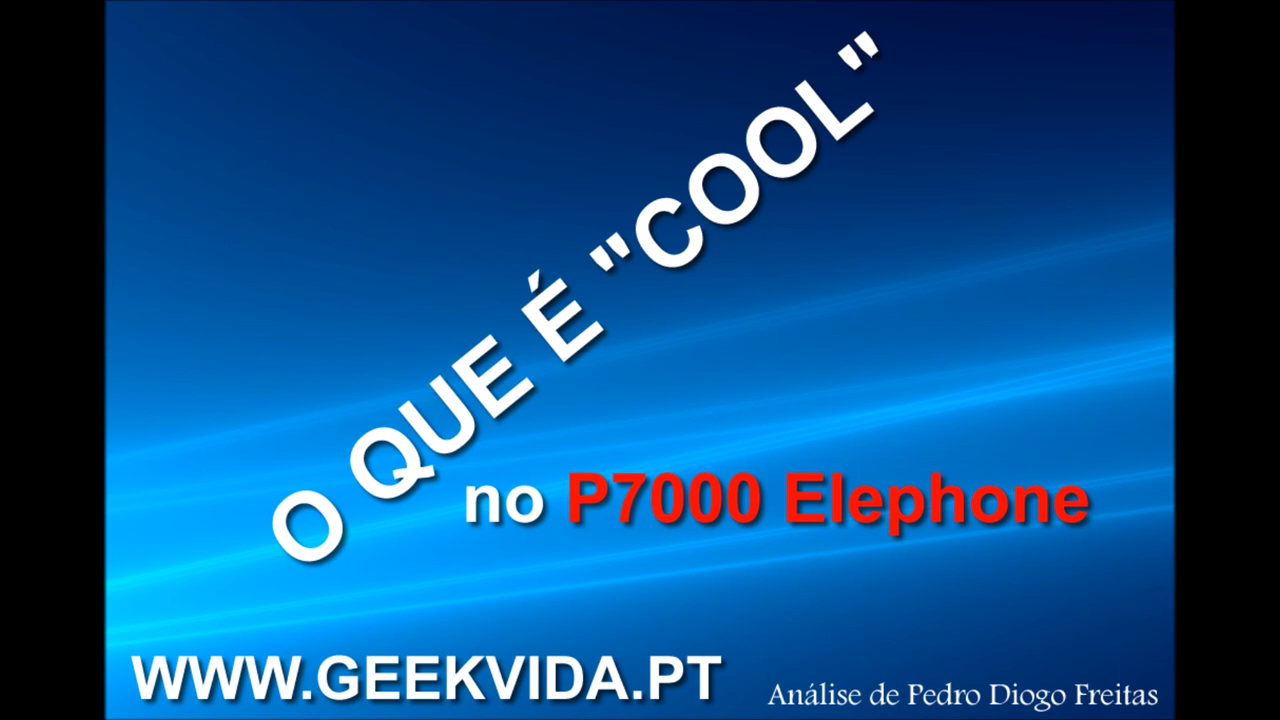 O QUE É "COOL"
no P7000 Elephone
WWW.GEEKVIDA.PT
Análise de Pedro Diogo Freitas